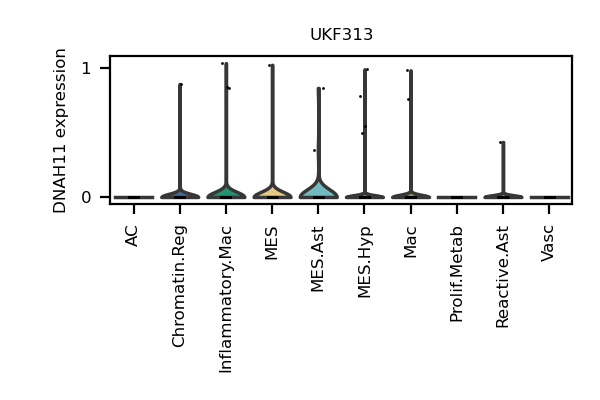 UKF313
DNAH11 expression
1
0
AC
Chromatin.Reg
Inflammatory.Mac
MES
MES.Ast
MES.Hyp
Mac
Prolif.Metab
Reactive.Ast
Vasc